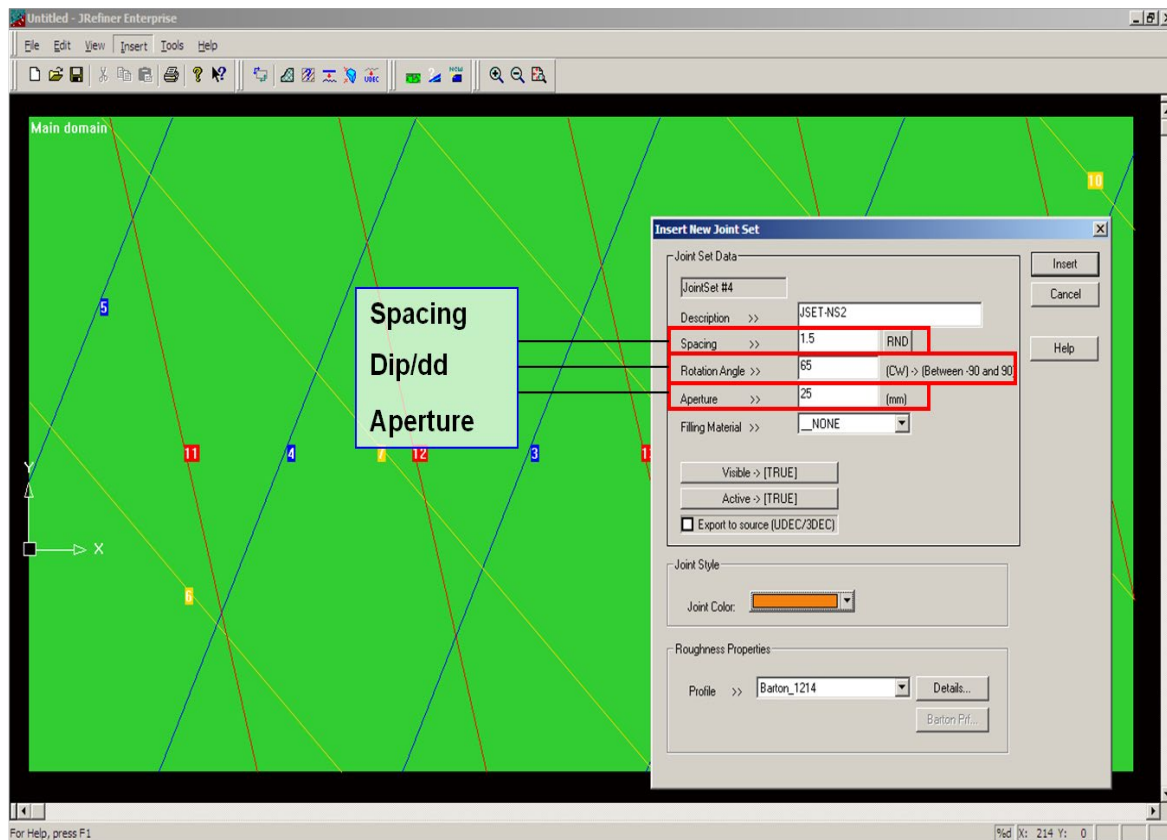 Untitled - JRefiner Enterprise
File Edit View Insert Tools Help
UDEC NEW
Main domain
10
5
Spacing
Dip/dd
Aperture
11 4 7 12 3
6
Y
X
Insert New Joint Set
Joint Set Data
JointSet #4
Description >> JSET-NS2
Spacing >> 1.5 RND
Rotation Angle >> 65 (CW) -> (Between -90 and 90)
Aperture >> 25 (mm)
Filling Material >> __NONE
Visible -> [TRUE]
Active -> [TRUE]
Export to source (UDEC/3DEC)
Insert
Cancel
Help
Joint Style
Joint Color:
Roughness Properties
Profile >> Barton_1214 Details...
Barton Prf...
For Help, press F1
%d X: 214 Y: 0